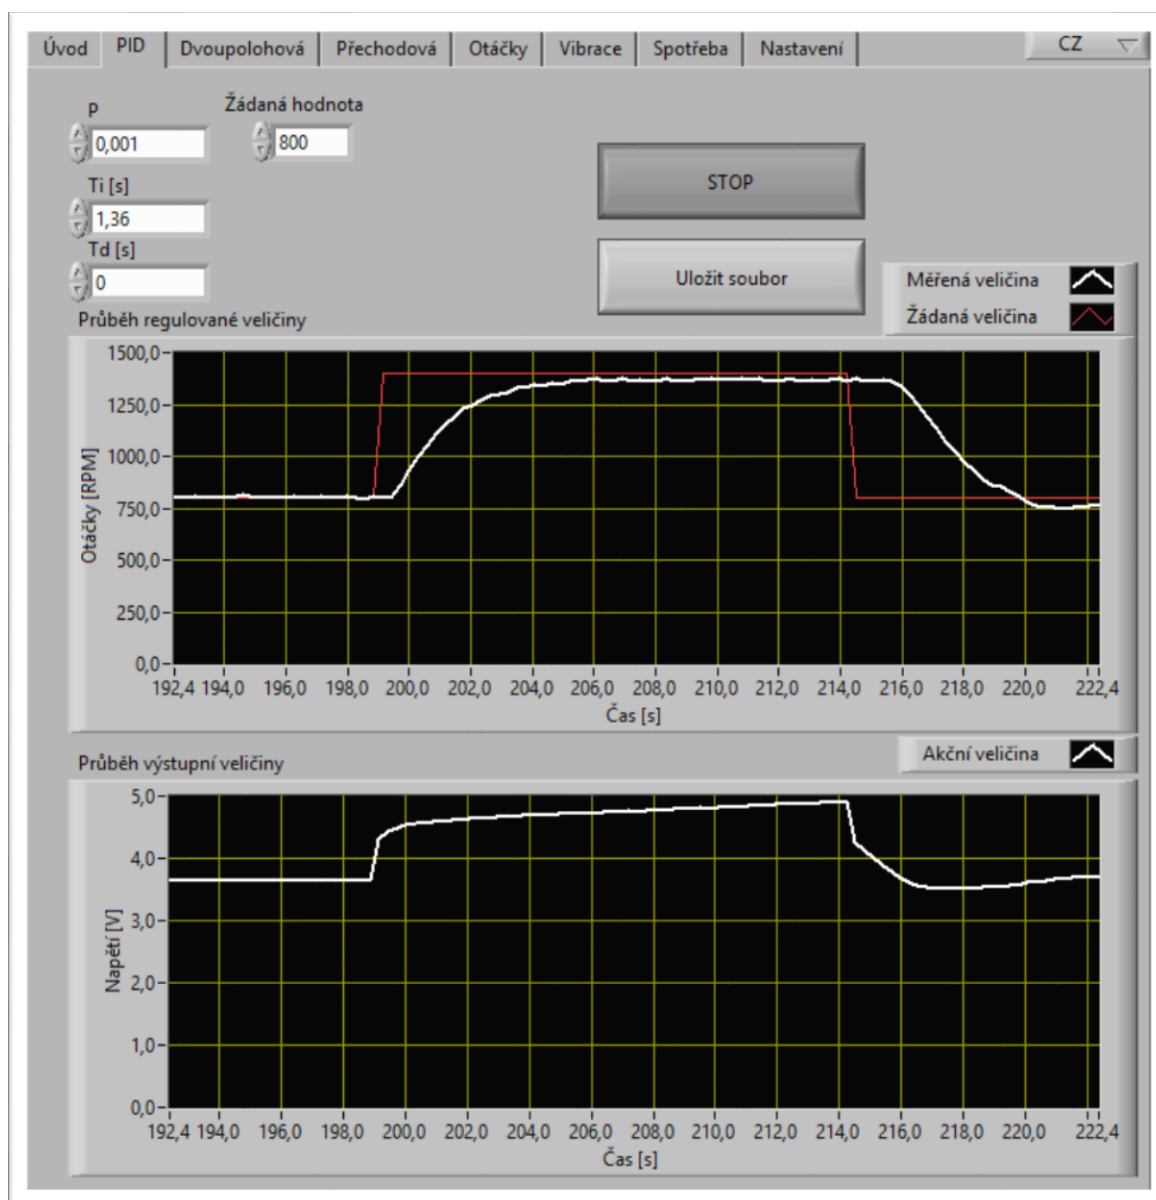 Úvod PID Dvoupolohová Přechodová Otáčky Vibrace Spotřeba Nastavení CZ
P Žádaná hodnota
0,001 800
STOP
Ti [s]
1,36
Td [s]
0
Uložit soubor
Měřená veličina
Žádaná veličina
Průběh regulované veličiny
1500,0
1250,0
1000,0
750,0
500,0
250,0
0,0
Otáčky [RPM]
192,4 194,0 196,0 198,0 200,0 202,0 204,0 206,0 208,0 210,0 212,0 214,0 216,0 218,0 220,0 222,4
Čas [s]
Akční veličina
Průběh výstupní veličiny
5,0
4,0
3,0
2,0
1,0
0,0
Napětí [V]
192,4 194,0 196,0 198,0 200,0 202,0 204,0 206,0 208,0 210,0 212,0 214,0 216,0 218,0 220,0 222,4
Čas [s]